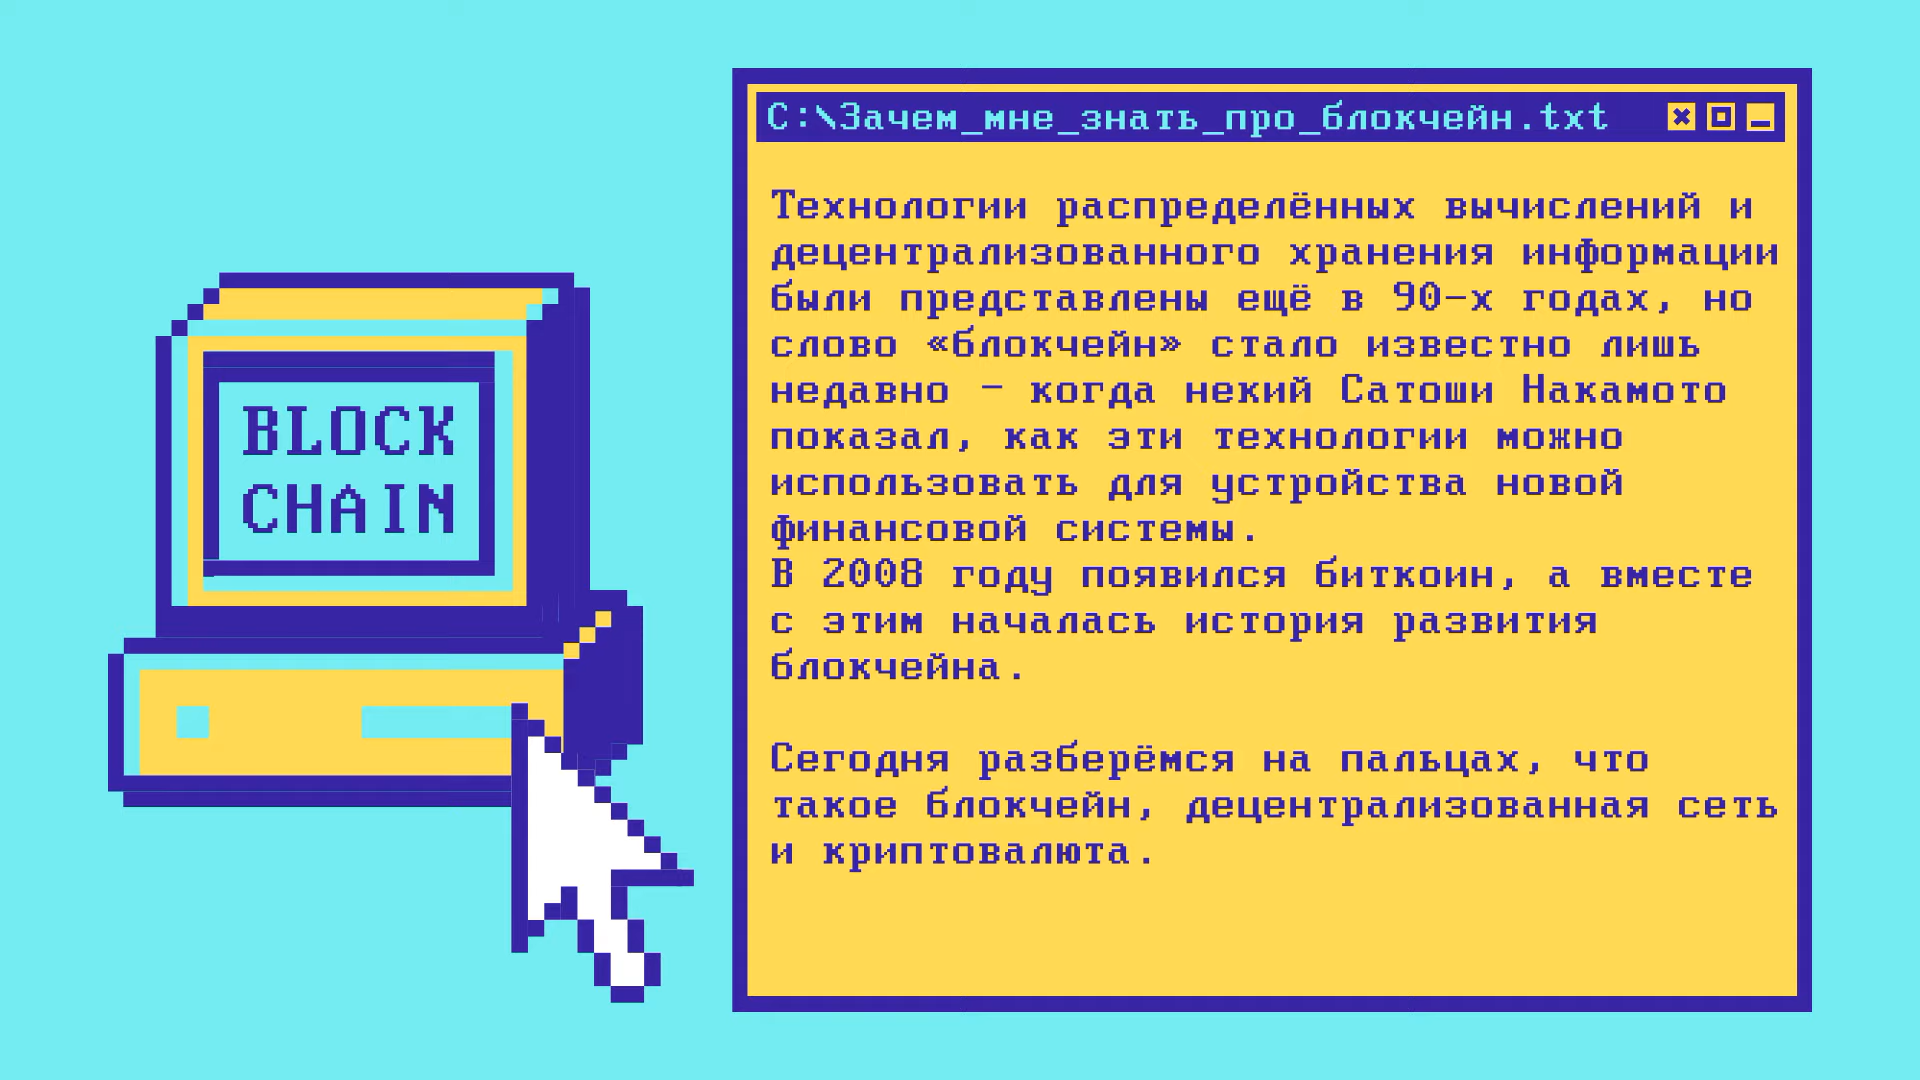 BLOCK
CHAIN
C:\Зачем_мне_знать_про_блокчейн.txt
Технологии распределённых вычислений и
децентрализованного хранения информации
были представлены ещё в 90-х годах, но
слово «блокчейн» стало известно лишь
недавно – когда некий Сатоши Накамото
показал, как эти технологии можно
использовать для устройства новой
финансовой системы.
В 2008 году появился биткоин, а вместе
с этим началась история развития
блокчейна.
Сегодня разберёмся на пальцах, что
такое блокчейн, децентрализованная сеть
и криптовалюта.